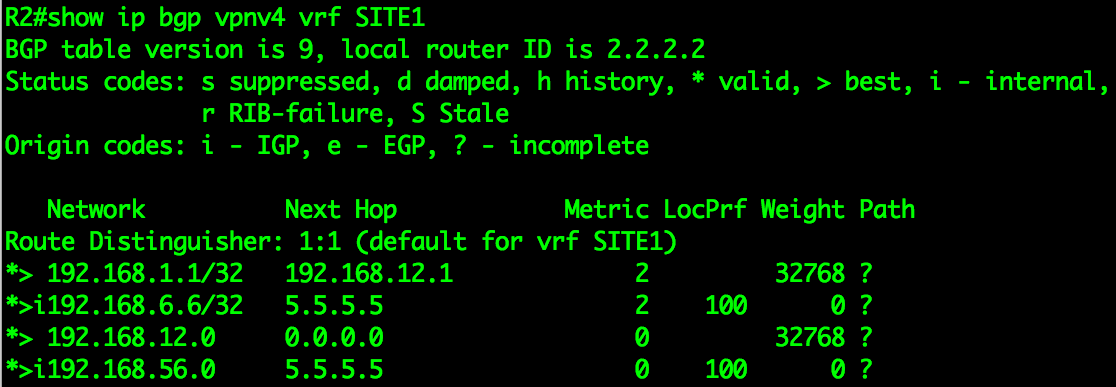 R2#show ip bgp vpnv4 vrf SITE1
BGP table version is 9, local router ID is 2.2.2.2
Status codes: s suppressed, d damped, h history, * valid, > best, i - internal,
              r RIB-failure, S Stale
Origin codes: i - IGP, e - EGP, ? - incomplete

   Network          Next Hop            Metric LocPrf Weight Path
Route Distinguisher: 1:1 (default for vrf SITE1)
*> 192.168.1.1/32   192.168.12.1             2         32768 ?
*>i192.168.6.6/32   5.5.5.5                  2    100      0 ?
*> 192.168.12.0     0.0.0.0                  0         32768 ?
*>i192.168.56.0     5.5.5.5                  0    100      0 ?